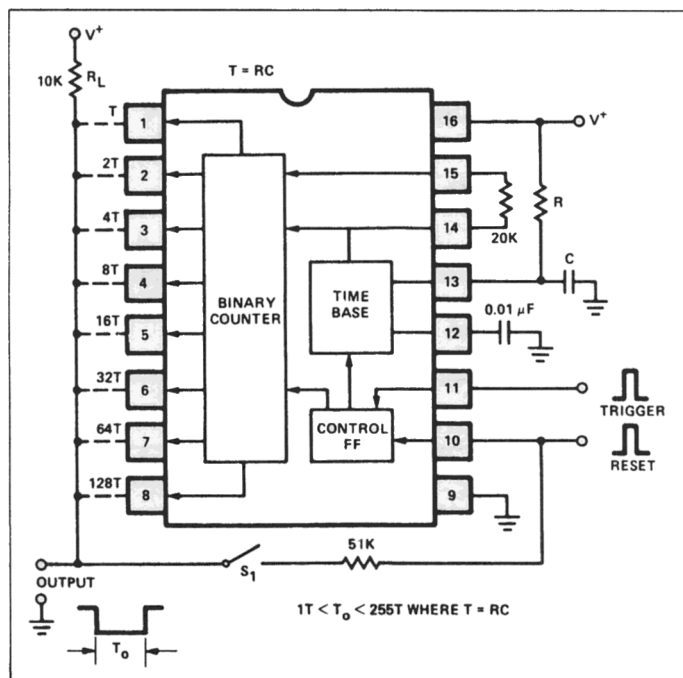 V+
10K RL
T = RC
T 1
2T 2
4T 3
8T 4
16T 5
32T 6
64T 7
128T 8
BINARY
COUNTER
TIME
BASE
CONTROL
FF
16 V+
15
14
20K
R
13
C
12
0.01 μF
11
TRIGGER
10
RESET
9
51K
S1
OUTPUT
To
1T < To < 255T WHERE T = RC